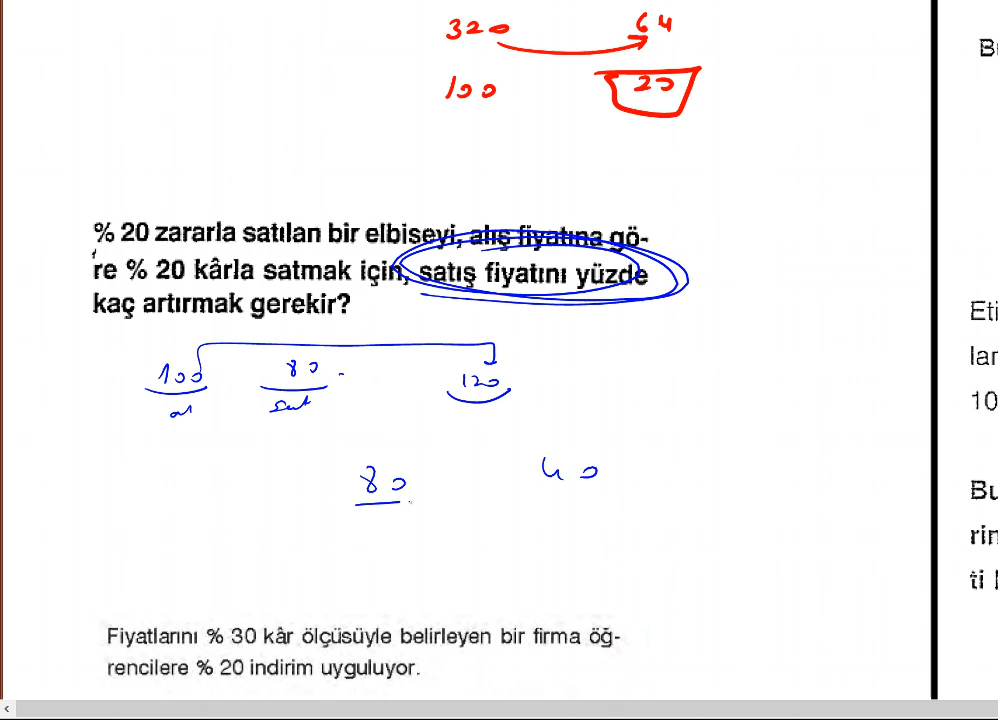 320 64
100 20
% 20 zararla satılan bir elbiseyi, alış fiyatına gö-
re % 20 kârla satmak için, satış fiyatını yüzde
kaç artırmak gerekir?
100 80 120
al sat
80 40
Fiyatlarını % 30 kâr ölçüsüyle belirleyen bir firma öğ-
rencilere % 20 indirim uyguluyor.
Eti
lar
10
Bu
rin
ti